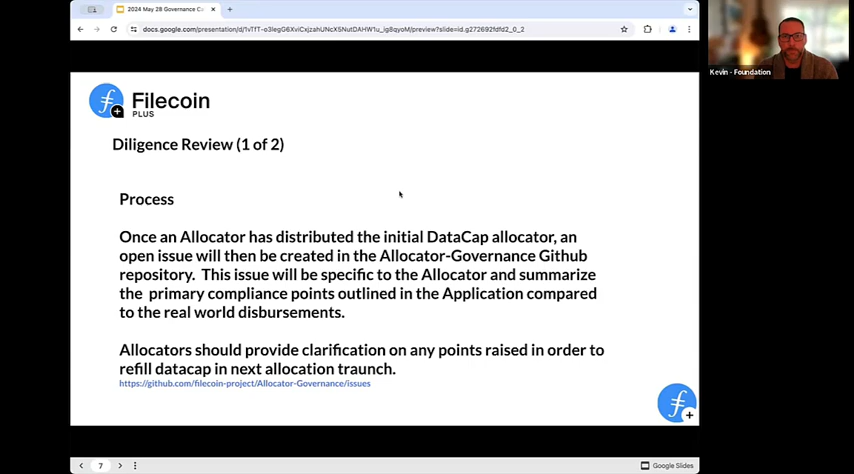 2024 May 28 Governance Ca
docs.google.com/presentation/d/1vTfT-o3legG6XviCxjzahUNcX5NutDAHW1u_ig8qyoM/preview?slide=id.g272692fdfd2_0_2
Kevin - Foundation
Filecoin
PLUS
Diligence Review (1 of 2)
Process
Once an Allocator has distributed the initial DataCap allocator, an
open issue will then be created in the Allocator-Governance Github
repository. This issue will be specific to the Allocator and summarize
the primary compliance points outlined in the Application compared
to the real world disbursements.
Allocators should provide clarification on any points raised in order to
refill datacap in next allocation traunch.
https://github.com/filecoin-project/Allocator-Governance/issues
7
Google Slides